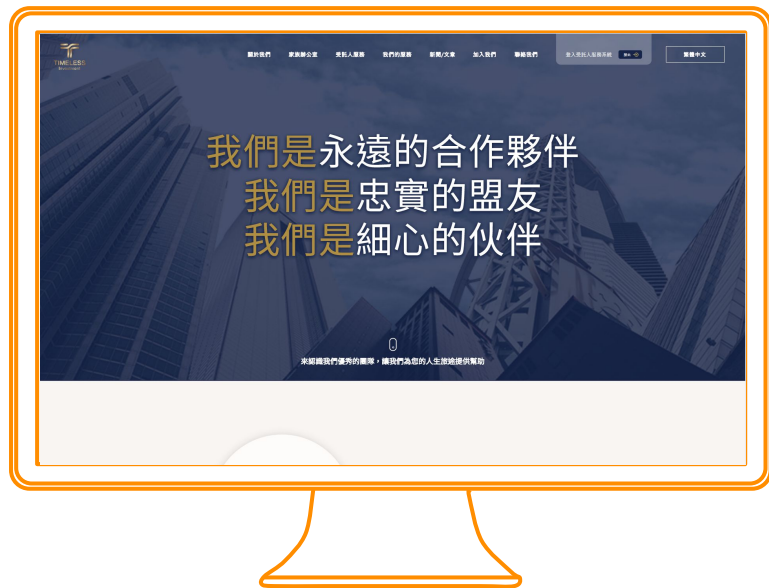 TIMELESS
關於我們 家族辦公室 受託人服務 我們的服務 新聞/文章 加入我們 聯絡我們 登入受託人服務系統 繁體中文
我們是永遠的合作夥伴
我們是忠實的盟友
我們是細心的伙伴
來認識我們優秀的團隊，讓我們為您的人生旅途提供幫助